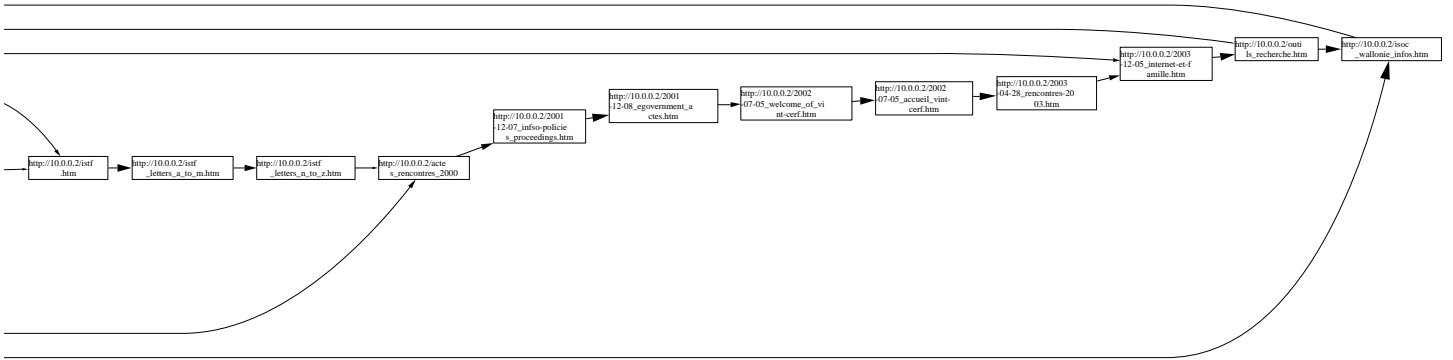 http://10.0.0.2/istf
.htm
http://10.0.0.2/istf
_letters_a_to_m.htm
http://10.0.0.2/istf
_letters_n_to_z.htm
http://10.0.0.2/acte
s_rencontres_2000
http://10.0.0.2/2001
-12-07_infso-policie
s_proceedings.htm
http://10.0.0.2/2001
-12-08_egovernment_a
ctes.htm
http://10.0.0.2/2002
-07-05_welcome_of_vi
nt-cerf.htm
http://10.0.0.2/2002
-07-05_accueil_vint-
cerf.htm
http://10.0.0.2/2003
-04-28_rencontres-20
03.htm
http://10.0.0.2/2003
-12-05_internet-et-f
amille.htm
http://10.0.0.2/outi
ls_recherche.htm
http://10.0.0.2/isoc
_wallonie_infos.htm